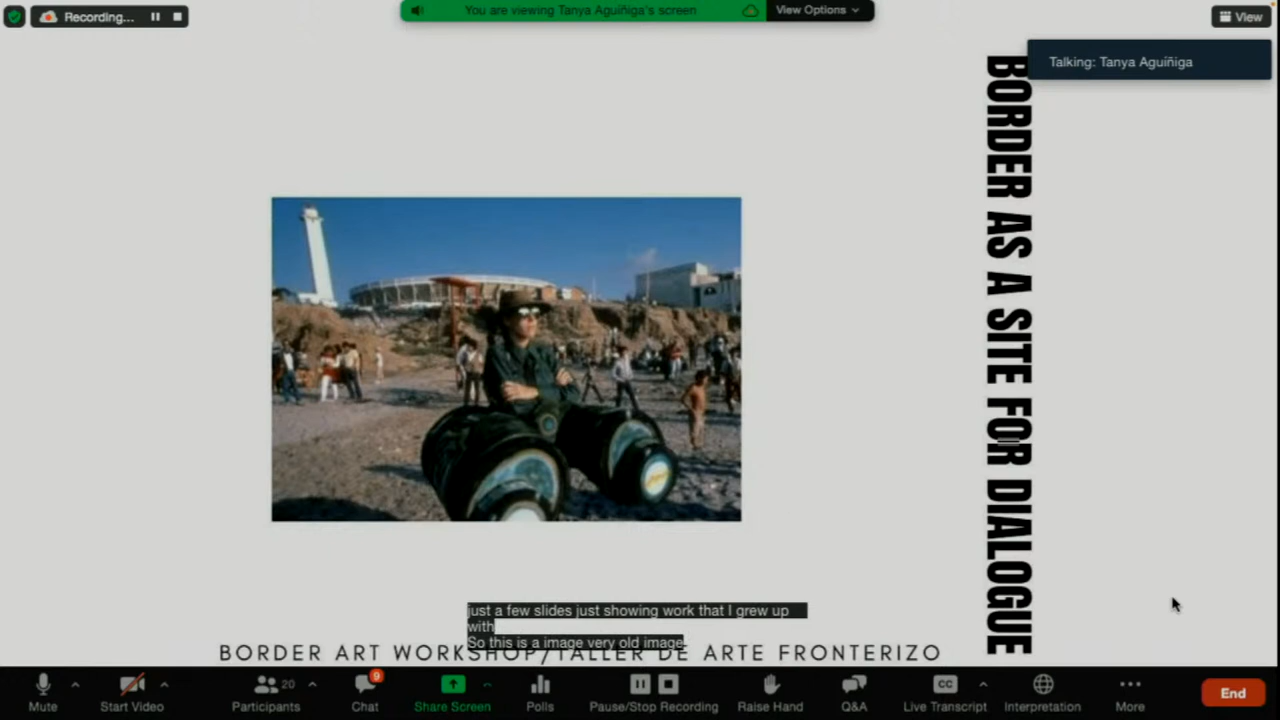 Recording...
You are viewing Tanya Aguiñiga's screen
View Options
View
Talking: Tanya Aguiñiga
BORDER AS A SITE FOR DIALOGUE
just a few slides just showing work that I grew up
with
So this is a image very old image
BORDER ART WORKSHOP/TALLER DE ARTE FRONTERIZO
9
20
CC
Mute
Start Video
Participants
Chat
Share Screen
Polls
Pause/Stop Recording
Raise Hand
Q&A
Live Transcript
Interpretation
More
End